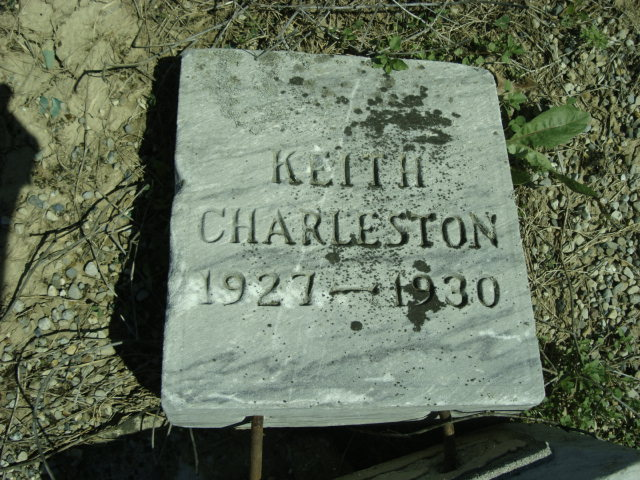 KEITH
CHARLESTON
1927 — 1930